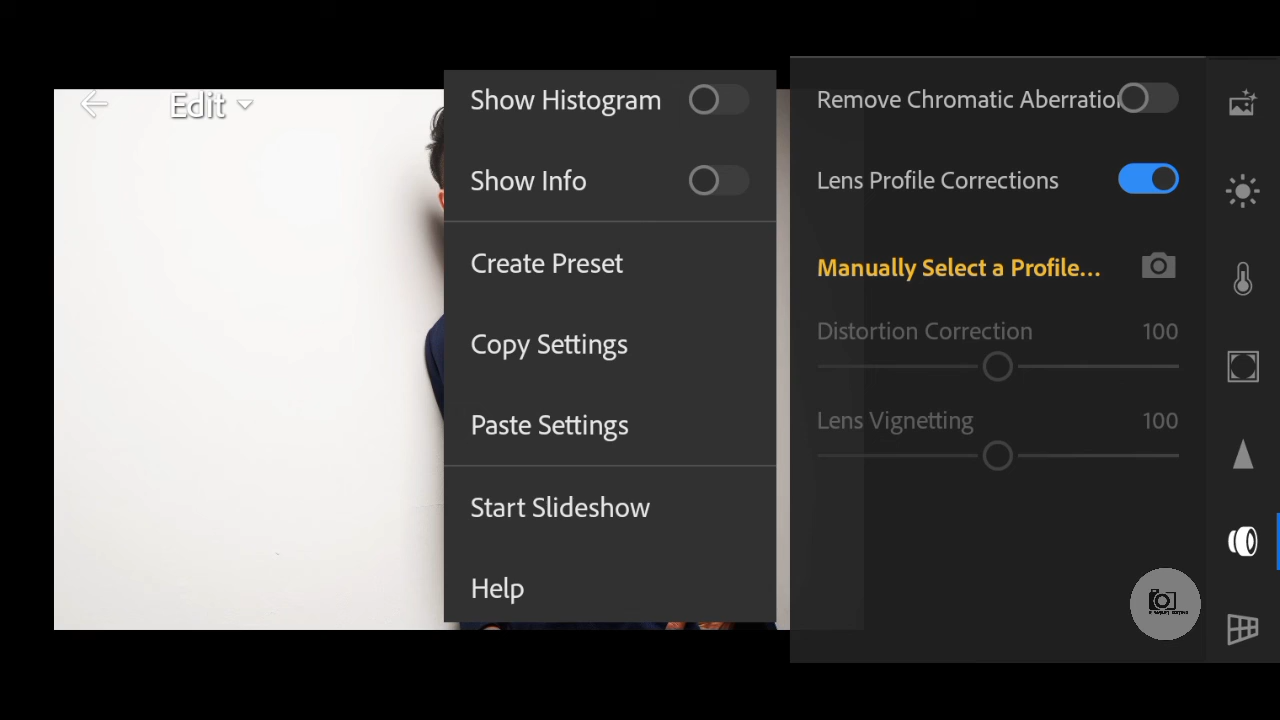 Edit
Show Histogram
Show Info
Create Preset
Copy Settings
Paste Settings
Start Slideshow
Help
Remove Chromatic Aberration
Lens Profile Corrections
Manually Select a Profile...
Distortion Correction 100
Lens Vignetting 100